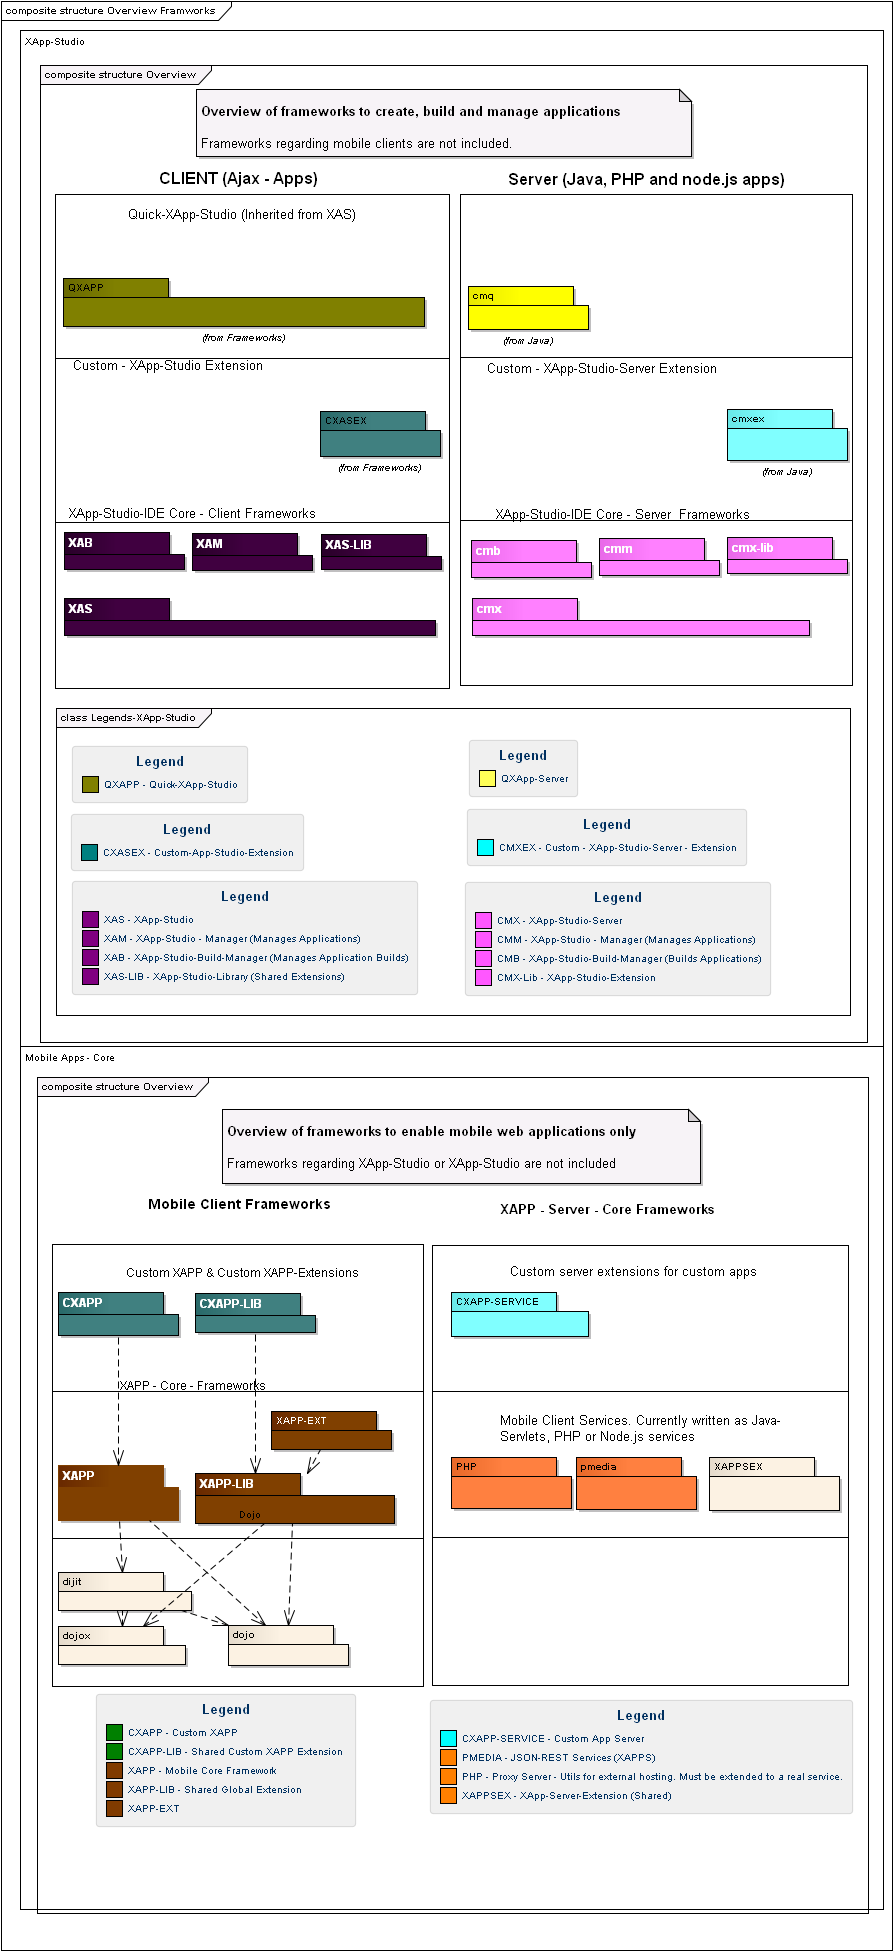 composite structure Overview Framworks
XApp-Studio
composite structure Overview
Overview of frameworks to create, build and manage applications
Frameworks regarding mobile clients are not included.
CLIENT (Ajax - Apps)
Quick-XApp-Studio (Inherited from XAS)
QXAPP
(from Frameworks)
Custom - XApp-Studio Extension
CXASEX
(from Frameworks)
XApp-Studio-IDE Core - Client Frameworks
XAB
XAM
XAS-LIB
XAS
Server (Java, PHP and node.js apps)
cmq
(from Java)
Custom - XApp-Studio-Server Extension
cmxex
(from Java)
XApp-Studio-IDE Core - Server  Frameworks
cmb
cmm
cmx-lib
cmx
class Legends-XApp-Studio
Legend
QXAPP - Quick-XApp-Studio
Legend
CXASEX - Custom-App-Studio-Extension
Legend
XAS - XApp-Studio
XAM - XApp-Studio - Manager (Manages Applications)
XAB - XApp-Studio-Build-Manager (Manages Application Builds)
XAS-LIB - XApp-Studio-Library (Shared Extensions)
Legend
QXApp-Server
Legend
CMXEX - Custom - XApp-Studio-Server - Extension
Legend
CMX - XApp-Studio-Server
CMM - XApp-Studio - Manager (Manages Applications)
CMB - XApp-Studio-Build-Manager (Builds Applications)
CMX-Lib - XApp-Studio-Extension
Mobile Apps - Core
composite structure Overview
Overview of frameworks to enable mobile web applications only
Frameworks regarding XApp-Studio or XApp-Studio are not included
Mobile Client Frameworks
Custom XAPP & Custom XAPP-Extensions
CXAPP
CXAPP-LIB
XAPP - Core - Frameworks
XAPP-EXT
XAPP
XAPP-LIB
Dojo
dijit
dojox
dojo
XAPP - Server - Core Frameworks
Custom server extensions for custom apps
CXAPP-SERVICE
Mobile Client Services. Currently written as Java-
Servlets, PHP or Node.js services
PHP
pmedia
XAPPSEX
Legend
CXAPP - Custom XAPP
CXAPP-LIB - Shared Custom XAPP Extension
XAPP - Mobile Core Framework
XAPP-LIB - Shared Global Extension
XAPP-EXT
Legend
CXAPP-SERVICE - Custom App Server
PMEDIA - JSON-REST Services (XAPPS)
PHP - Proxy Server - Utils for external hosting. Must be extended to a real service.
XAPPSEX - XApp-Server-Extension (Shared)